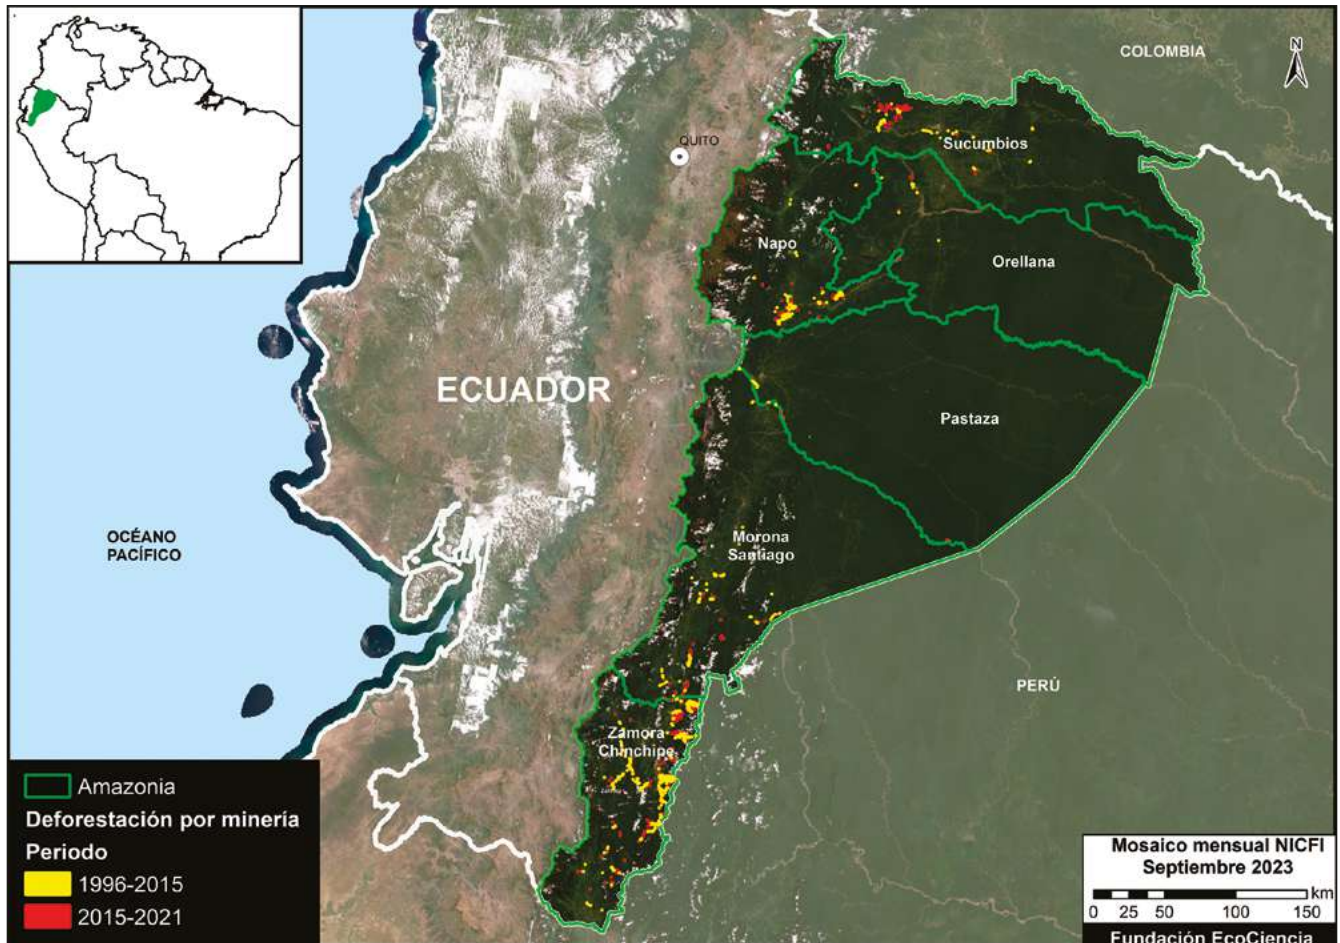 COLOMBIA
N
QUITO
Sucumbios
Napo
Orellana
ECUADOR
Pastaza
OCÉANO
PACÍFICO
Morona
Santiago
PERÚ
Zamora
Chinchipe
Amazonia
Deforestación por minería
Periodo
1996-2015
2015-2021
Mosaico mensual NICFI
Septiembre 2023
km
0 25 50 100 150
Fundación EcoCiencia